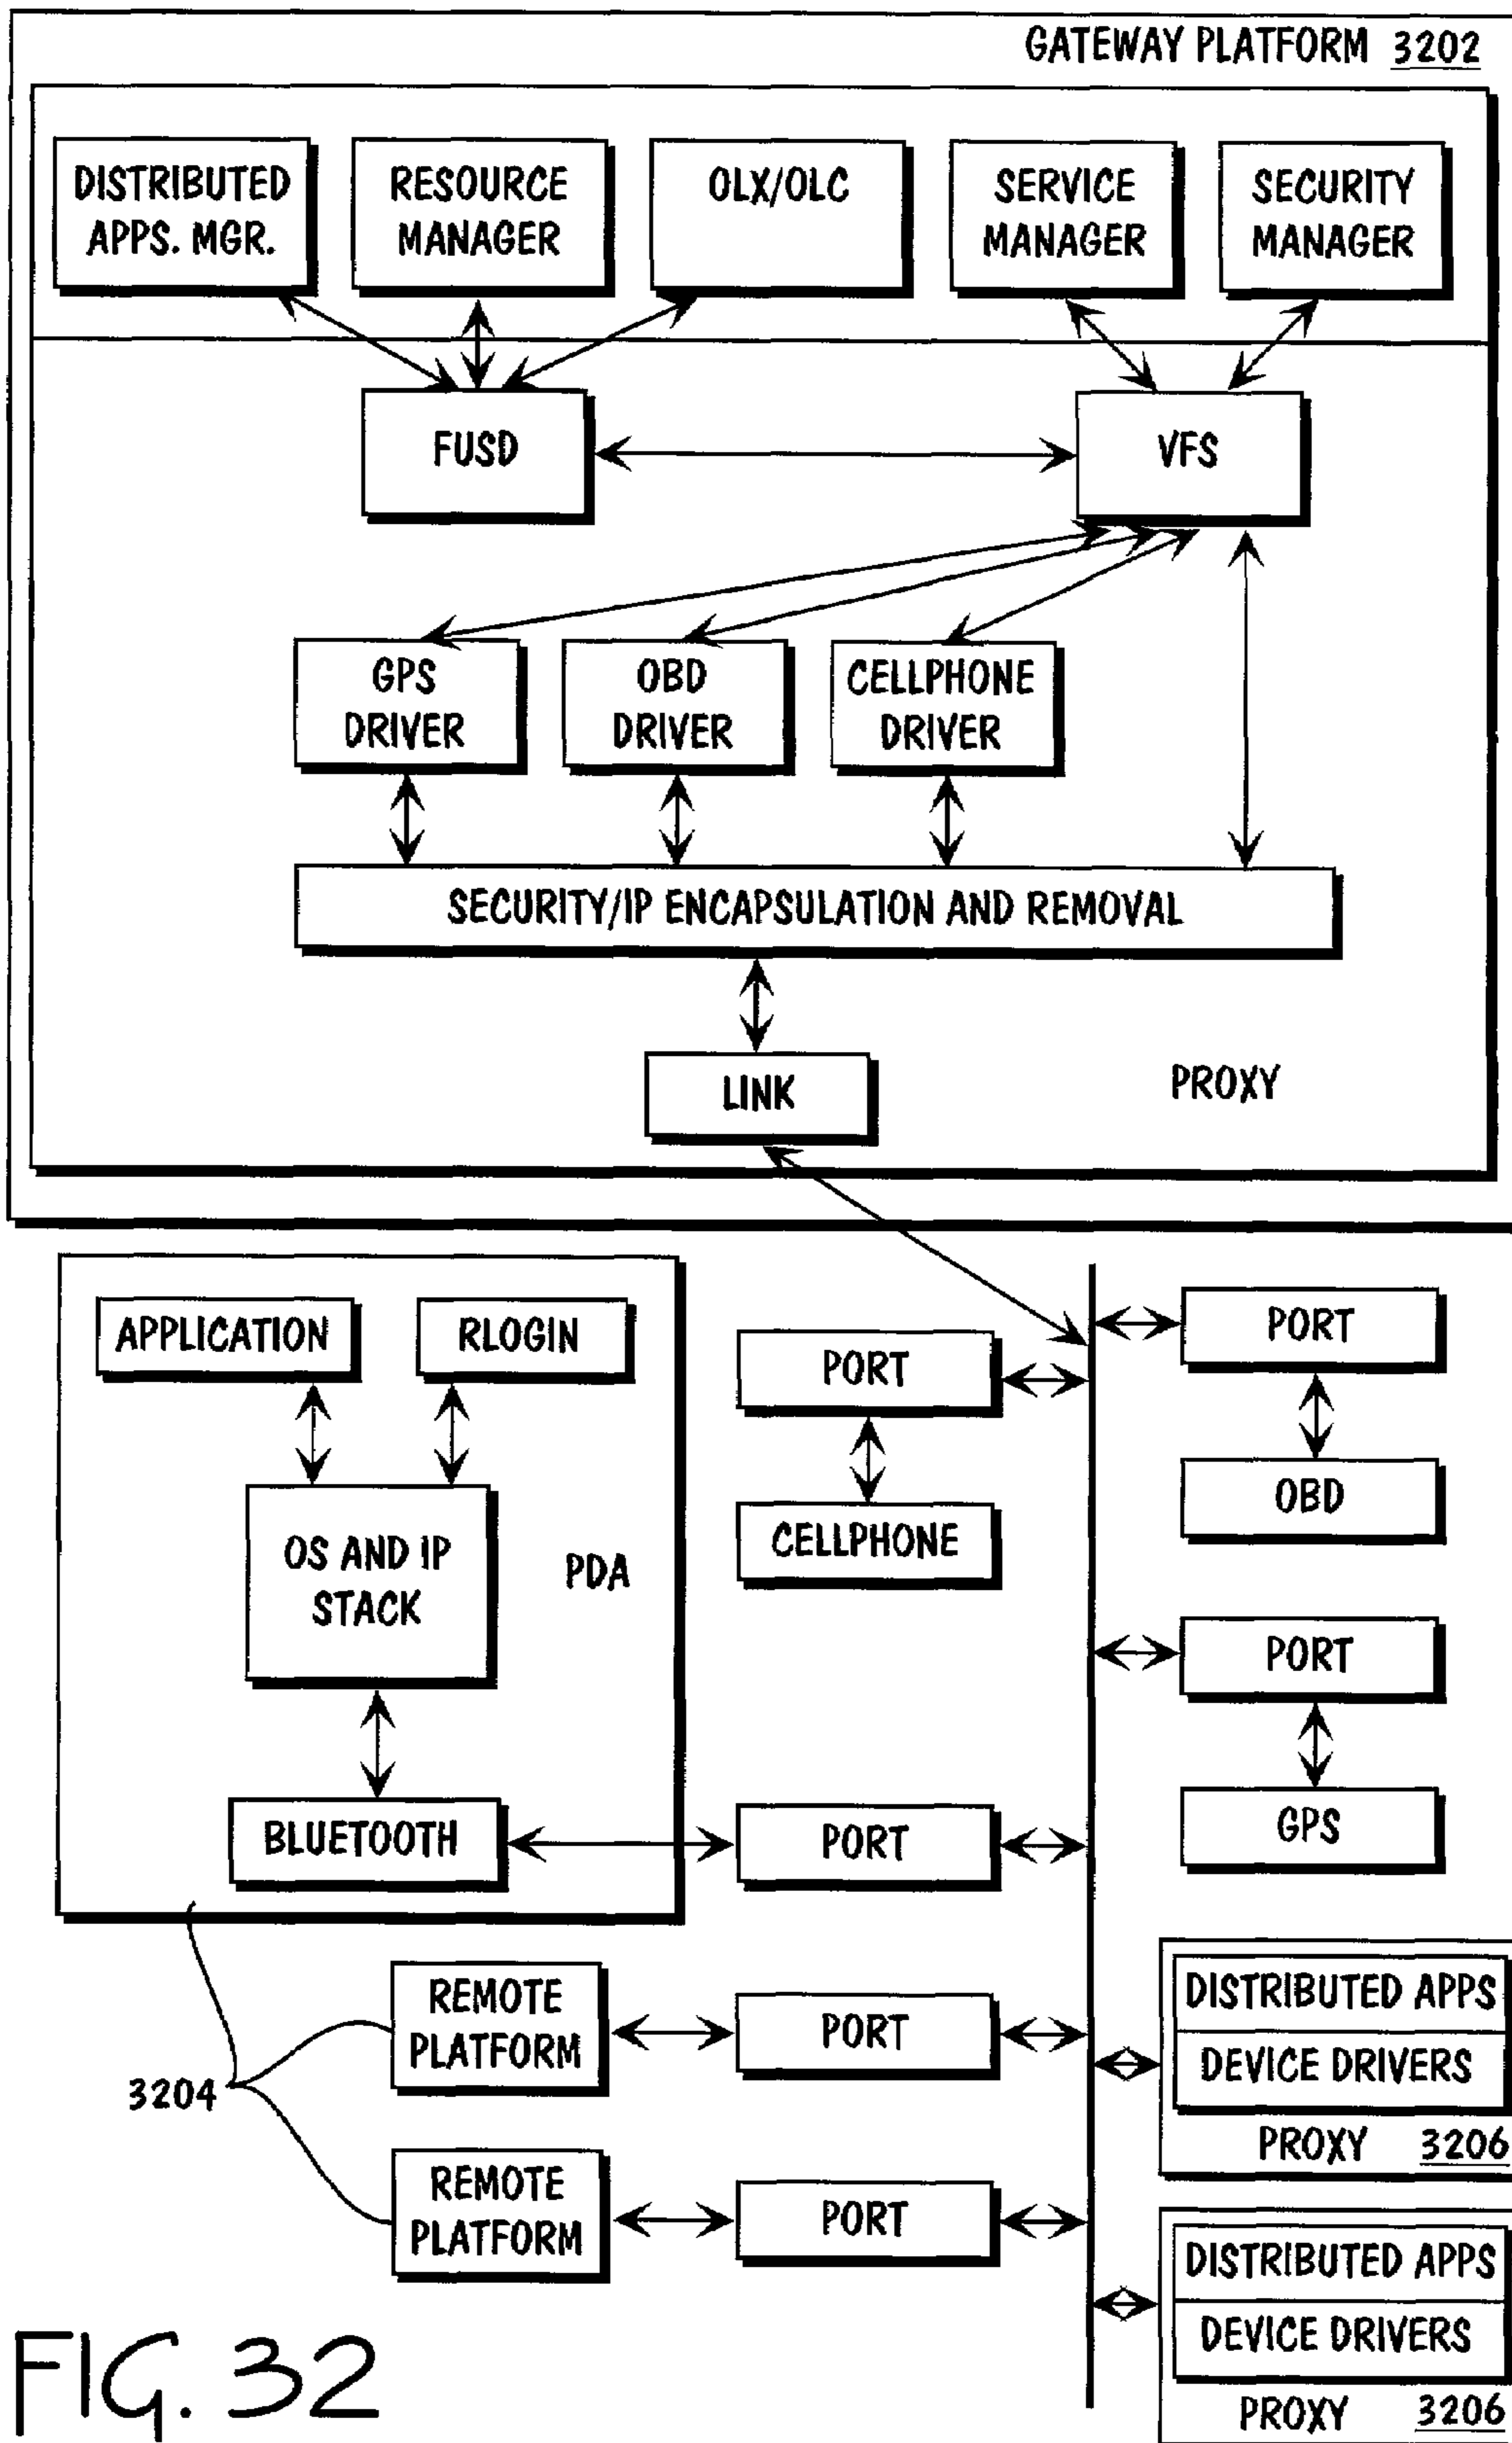 GATEWAY PLATFORM 3202
DISTRIBUTED
APPS. MGR.
RESOURCE
MANAGER
OLX/OLC
SERVICE
MANAGER
SECURITY
MANAGER
FUSD
VFS
GPS
DRIVER
OBD
DRIVER
CELLPHONE
DRIVER
SECURITY/IP ENCAPSULATION AND REMOVAL
LINK
PROXY
APPLICATION
RLOGIN
OS AND IP
STACK
PDA
BLUETOOTH
PORT
CELLPHONE
PORT
OBD
PORT
GPS
PORT
REMOTE
PLATFORM
PORT
3204
REMOTE
PLATFORM
PORT
DISTRIBUTED APPS
DEVICE DRIVERS
PROXY 3206
DISTRIBUTED APPS
DEVICE DRIVERS
PROXY 3206
FIG. 32